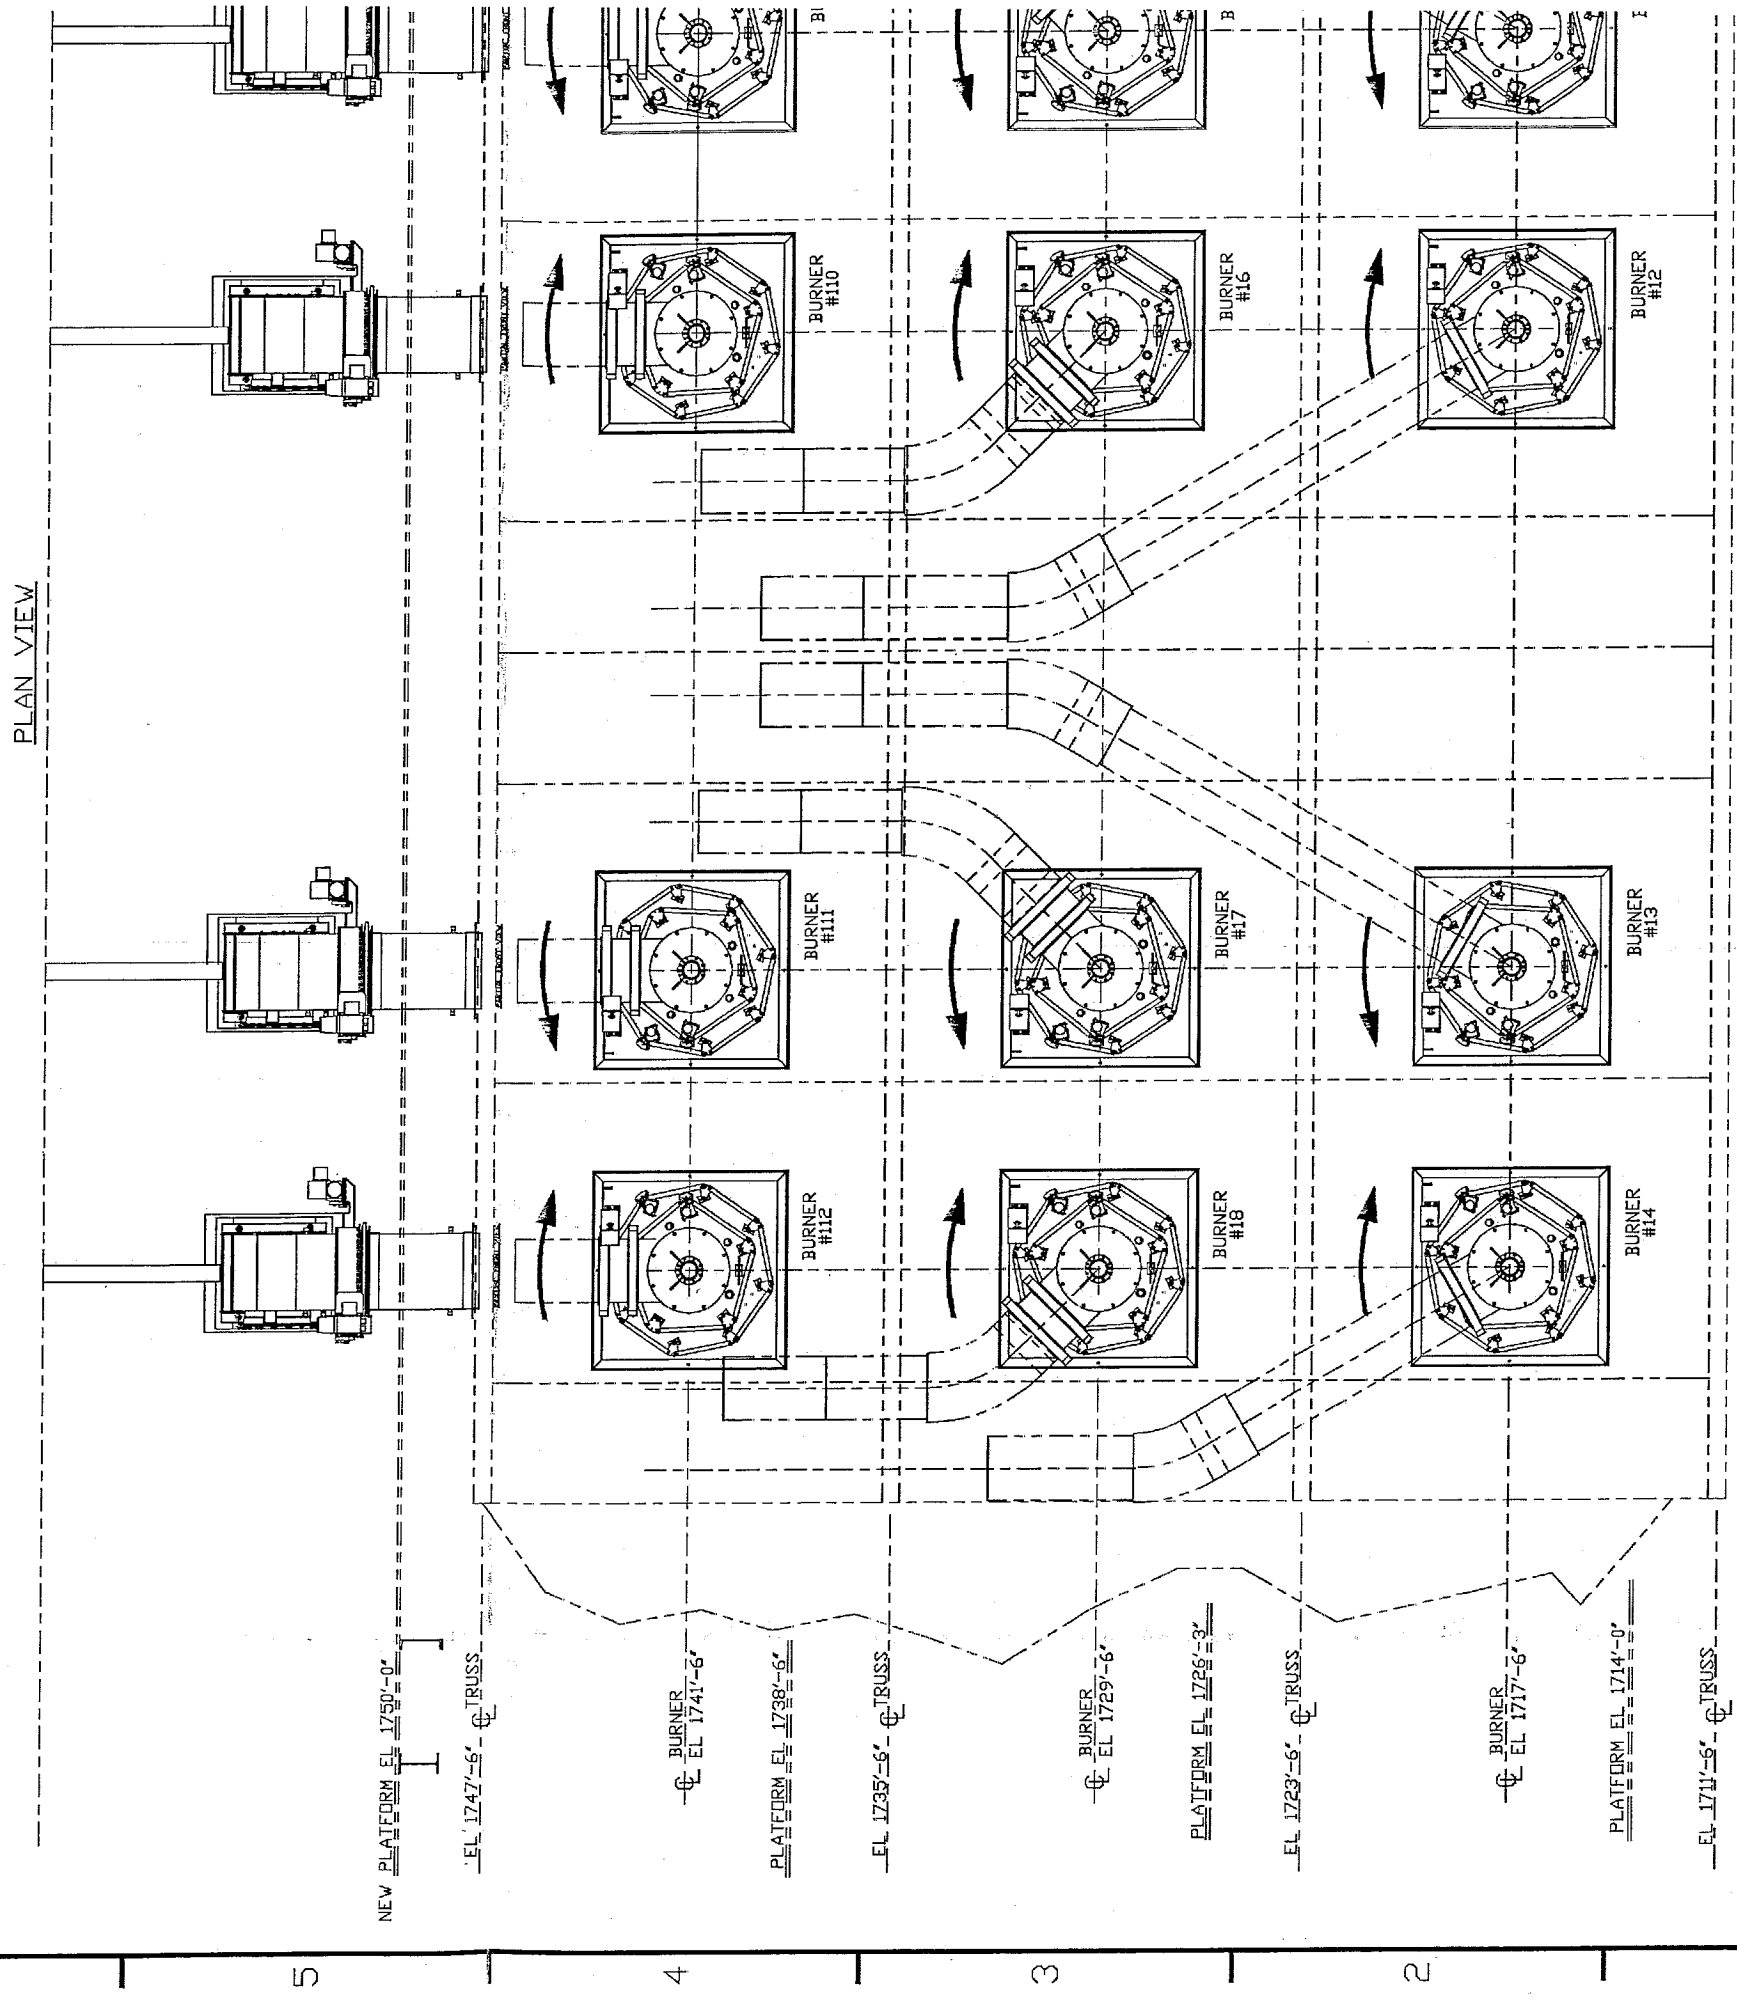 PLAN VIEW
NEW PLATFORM EL 1750'-0"
EL 1747'-6" ℄ TRUSS
℄ BURNER
EL 1741'-6"
BURNER
#112
BURNER
#111
BURNER
#110
PLATFORM EL 1738'-6"
EL 1735'-6" ℄ TRUSS
℄ BURNER
EL 1729'-6"
BURNER
#18
BURNER
#17
BURNER
#16
PLATFORM EL 1726'-3"
EL 1723'-6" ℄ TRUSS
℄ BURNER
EL 1717'-6"
BURNER
#14
BURNER
#13
BURNER
#12
PLATFORM EL 1714'-0"
EL 1711'-6" ℄ TRUSS
5
4
3
2